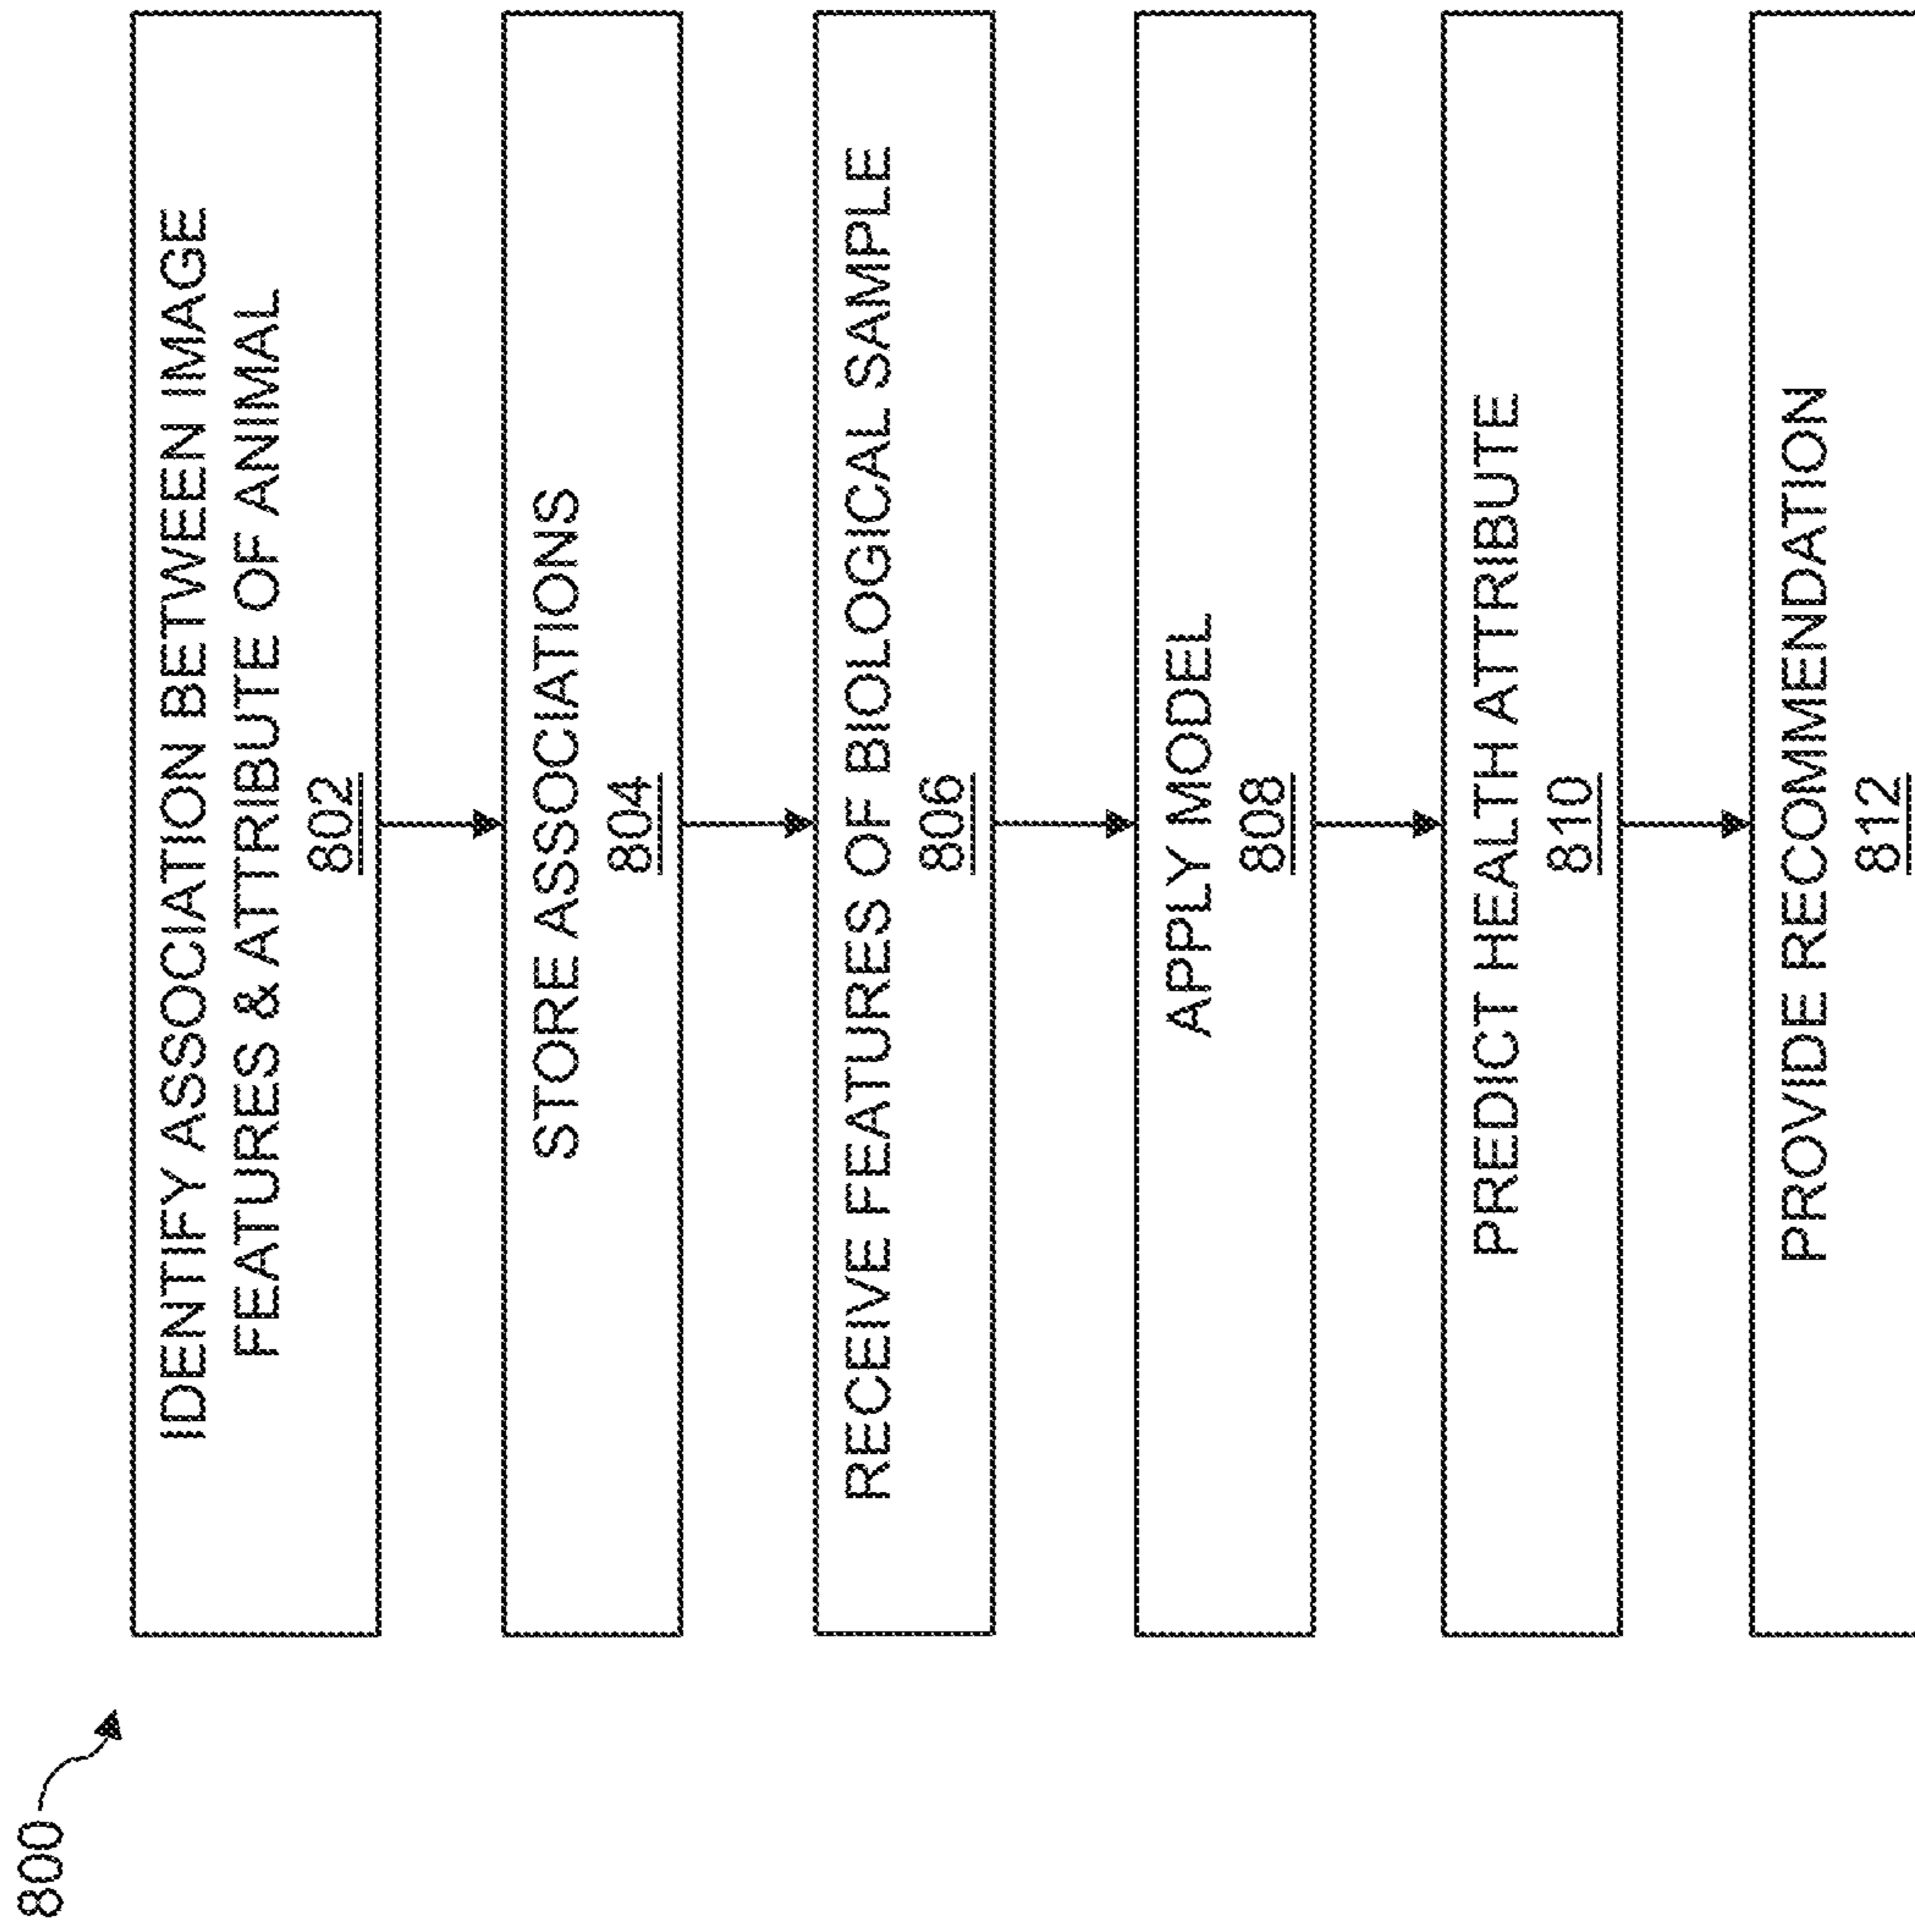 800
IDENTIFY ASSOCIATION BETWEEN IMAGE
FEATURES & ATTRIBUTE OF ANIMAL
802
STORE ASSOCIATIONS
804
RECEIVE FEATURES OF BIOLOGICAL SAMPLE
806
APPLY MODEL
808
PREDICT HEALTH ATTRIBUTE
810
PROVIDE RECOMMENDATION
812